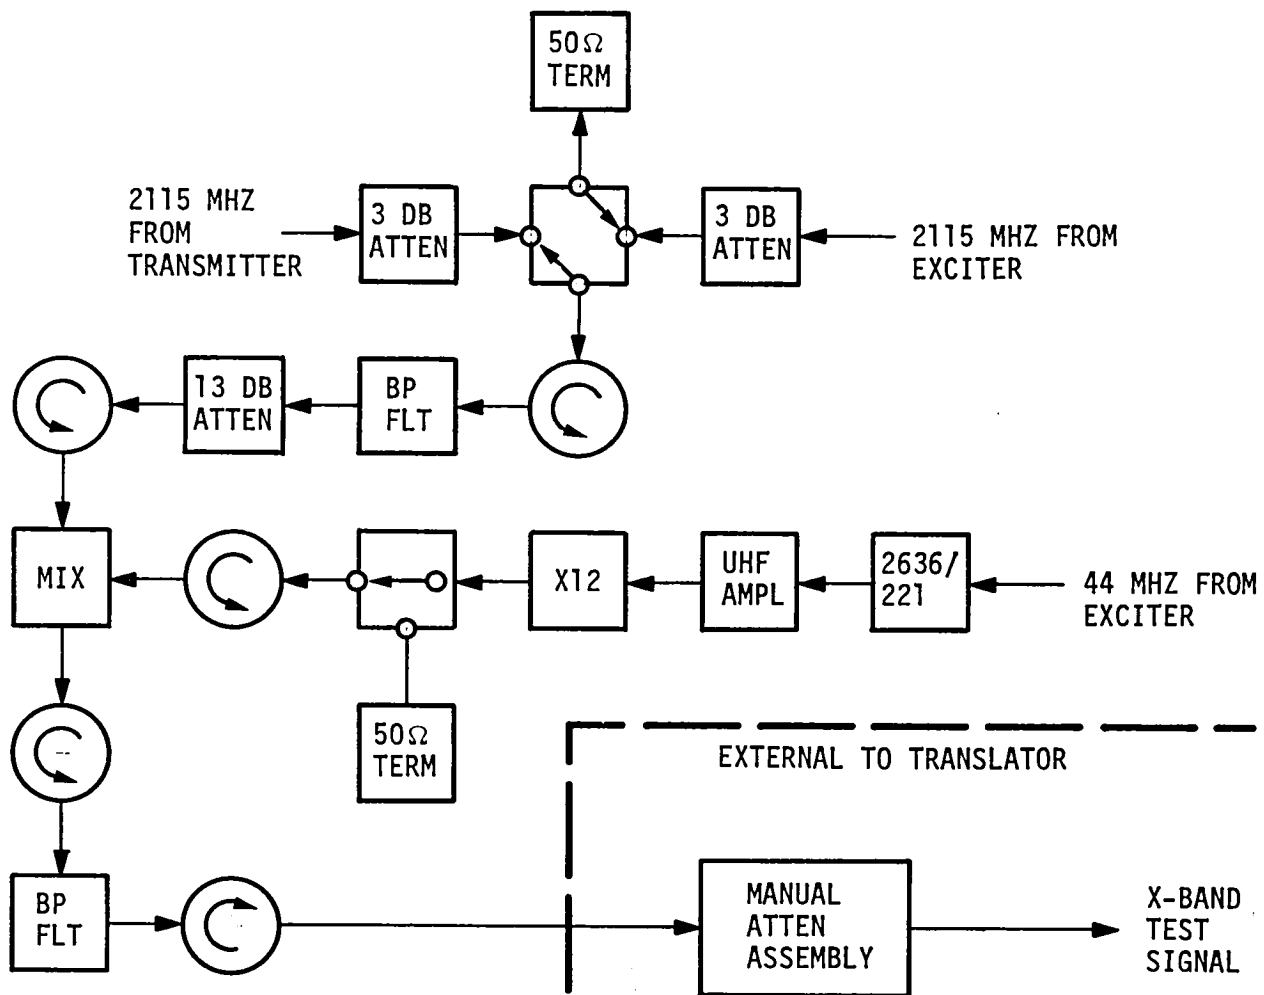 50Ω
TERM
2115 MHZ
FROM
TRANSMITTER
3 DB
ATTEN
3 DB
ATTEN
2115 MHZ FROM
EXCITER
13 DB
ATTEN
BP
FLT
MIX
X12
UHF
AMPL
2636/
221
44 MHZ FROM
EXCITER
50Ω
TERM
EXTERNAL TO TRANSLATOR
BP
FLT
MANUAL
ATTEN
ASSEMBLY
X-BAND
TEST
SIGNAL